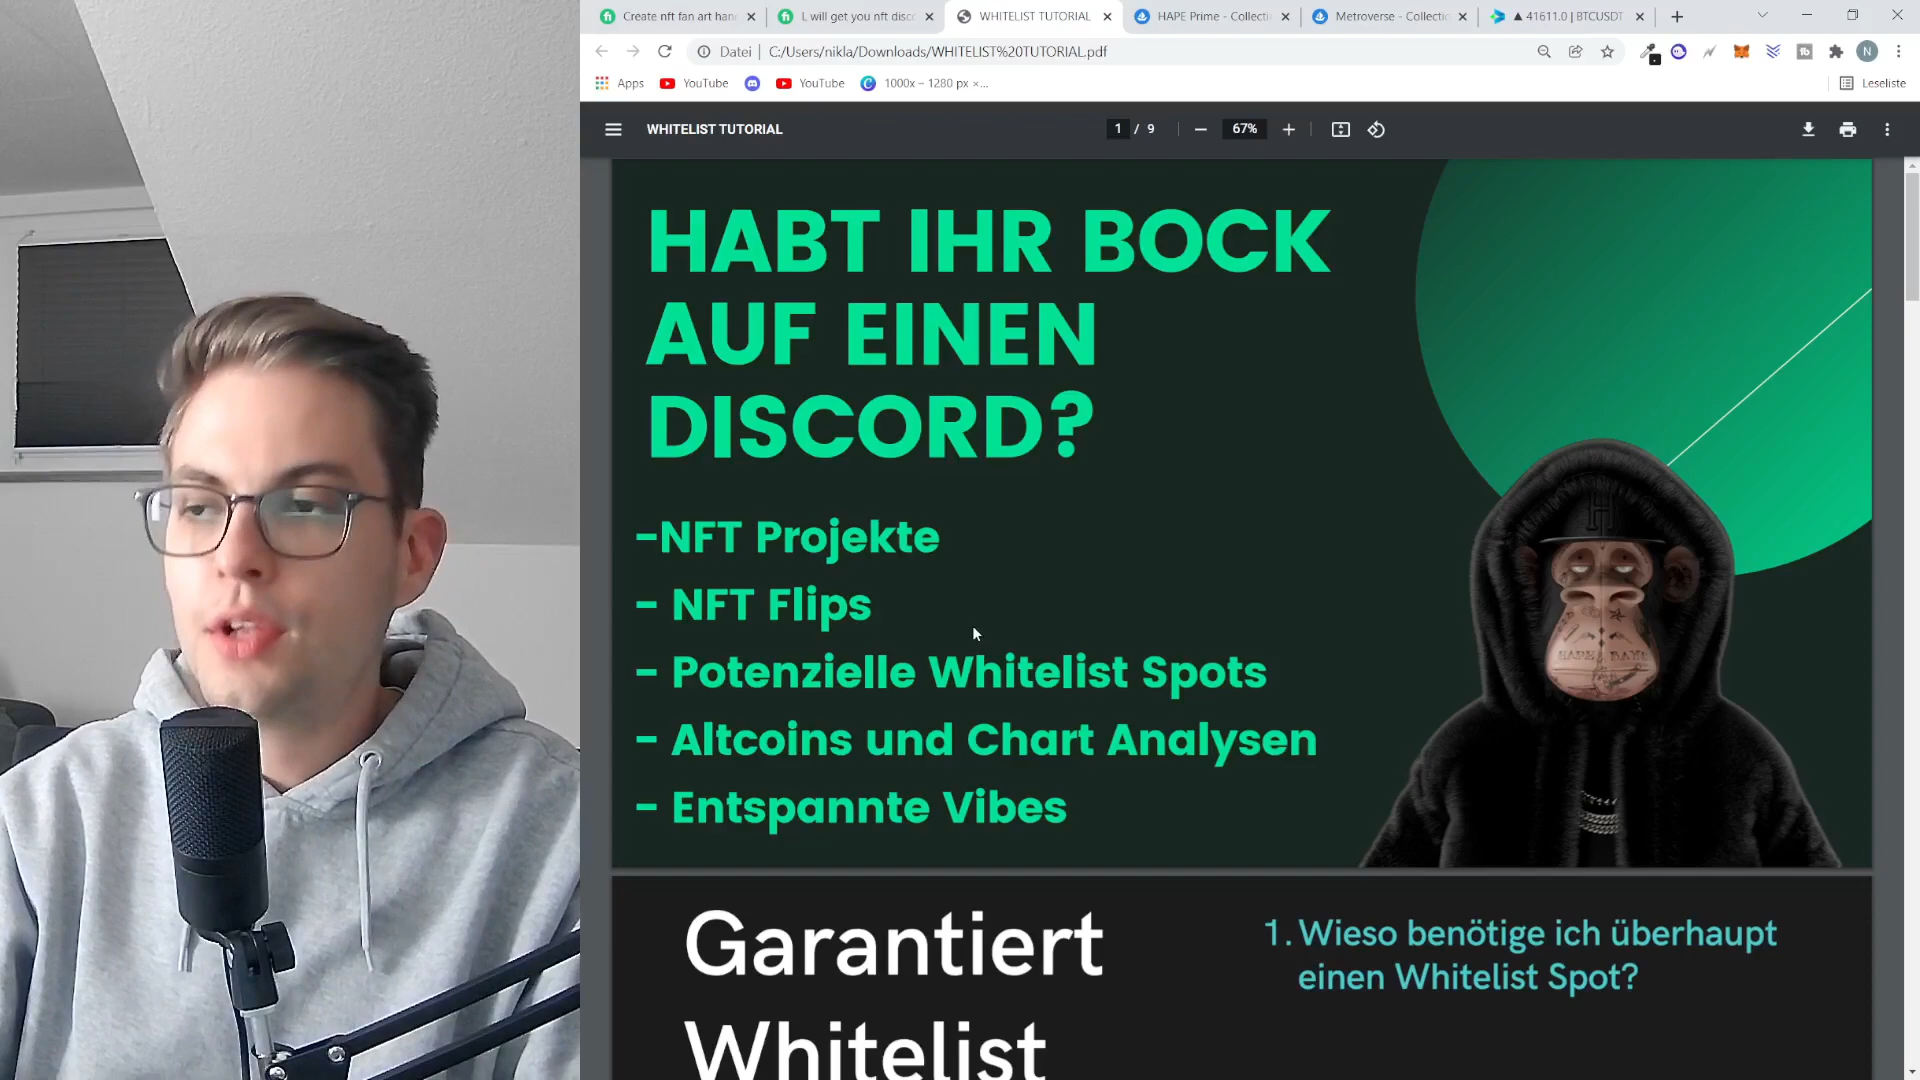 Create nft fan art han
L will get you nft disc
WHITELIST TUTORIAL
HAPE Prime - Collecti
Metroverse - Collectio
▲ 41611.0 | BTCUSDT
Datei | C:/Users/nikla/Downloads/WHITELIST%20TUTORIAL.pdf
N
Apps
YouTube
YouTube
1000x – 1280 px ×...
Leseliste
WHITELIST TUTORIAL
1 / 9
67%
HABT IHR BOCK
AUF EINEN
DISCORD?
-NFT Projekte
- NFT Flips
- Potenzielle Whitelist Spots
- Altcoins und Chart Analysen
- Entspannte Vibes
Garantiert
Whitelist
1. Wieso benötige ich überhaupt
einen Whitelist Spot?